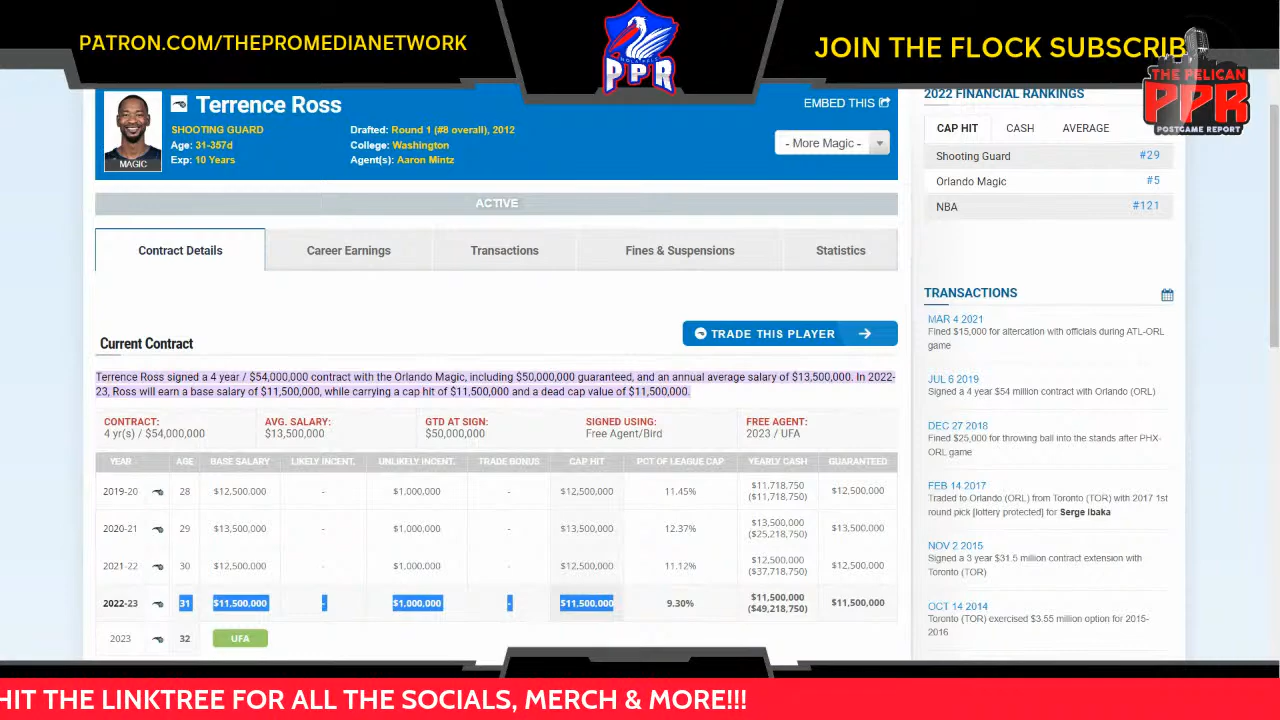 PATRON.COM/THEPROMEDIANETWORK
PPR
JOIN THE FLOCK SUBSCRIB
THE PELICAN
PPR
POSTGAME REPORT
Terrence Ross
EMBED THIS
SHOOTING GUARD
Drafted: Round 1 (#8 overall), 2012
Age: 31-357d
College: Washington
Exp: 10 Years
Agent(s): Aaron Mintz
MAGIC
- More Magic -
ACTIVE
Contract Details
Career Earnings
Transactions
Fines & Suspensions
Statistics
TRADE THIS PLAYER
Current Contract
Terrence Ross signed a 4 year / $54,000,000 contract with the Orlando Magic, including $50,000,000 guaranteed, and an annual average salary of $13,500,000. In 2022-
23, Ross will earn a base salary of $11,500,000, while carrying a cap hit of $11,500,000 and a dead cap value of $11,500,000.
CONTRACT: AVG. SALARY: GTD AT SIGN: SIGNED USING: FREE AGENT:
4 yr(s) / $54,000,000 $13,500,000 $50,000,000 Free Agent/Bird 2023 / UFA
YEAR AGE BASE SALARY LIKELY INCENT. UNLIKELY INCENT. TRADE BONUS CAP HIT PCT OF LEAGUE CAP YEARLY CASH GUARANTEED
2019-20 28 $12,500,000 - $1,000,000 - $12,500,000 11.45% $11,718,750 $12,500,000
($11,718,750)
2020-21 29 $13,500,000 - $1,000,000 - $13,500,000 12.37% $13,500,000 $13,500,000
($25,218,750)
2021-22 30 $12,500,000 - $1,000,000 - $12,500,000 11.12% $12,500,000 $12,500,000
($37,718,750)
2022-23 31 $11,500,000 - $1,000,000 - $11,500,000 9.30% $11,500,000 $11,500,000
($49,218,750)
2023 32 UFA
2022 FINANCIAL RANKINGS
CAP HIT CASH AVERAGE
Shooting Guard #29
Orlando Magic #5
NBA #121
TRANSACTIONS
MAR 4 2021
Fined $15,000 for altercation with officials during ATL-ORL
game
JUL 6 2019
Signed a 4 year $54 million contract with Orlando (ORL)
DEC 27 2018
Fined $25,000 for throwing ball into the stands after PHX-
ORL game
FEB 14 2017
Traded to Orlando (ORL) from Toronto (TOR) with 2017 1st
round pick [lottery protected] for Serge Ibaka
NOV 2 2015
Signed a 3 year $31.5 million contract extension with
Toronto (TOR)
OCT 14 2014
Toronto (TOR) exercised $3.55 million option for 2015-
2016
HIT THE LINKTREE FOR ALL THE SOCIALS, MERCH & MORE!!!